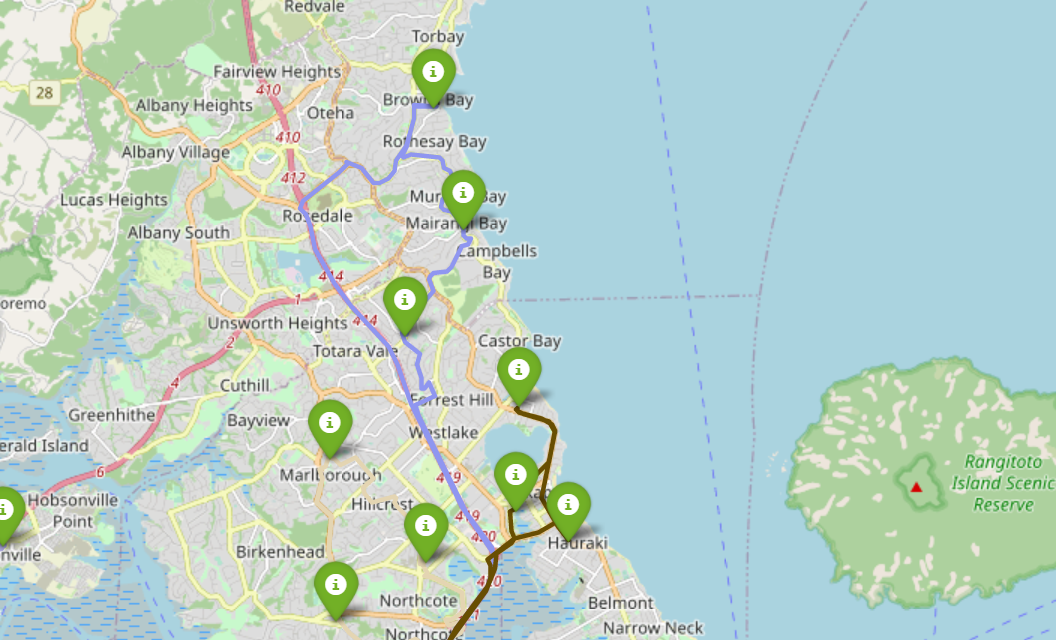 Redvale
Torbay
Fairview Heights
28
410
Albany Heights
Oteha
Browns Bay
410
Rothesay Bay
Albany Village
412
Lucas Heights
Rosedale
Mairangi Bay
Albany South
Campbells
Bay
414
oremo
1
Unsworth Heights
414
2
Totara Vale
Castor Bay
4
Cuthill
Forrest Hill
Greenhithe
Bayview
Westlake
erald Island
Marlborough
6
419
Rangitoto
Island Scenic
Reserve
Hobsonville
Point
Hillcrest
419
420
Hauraki
nville
Birkenhead
420
Northcote
Belmont
Narrow Neck
Northco